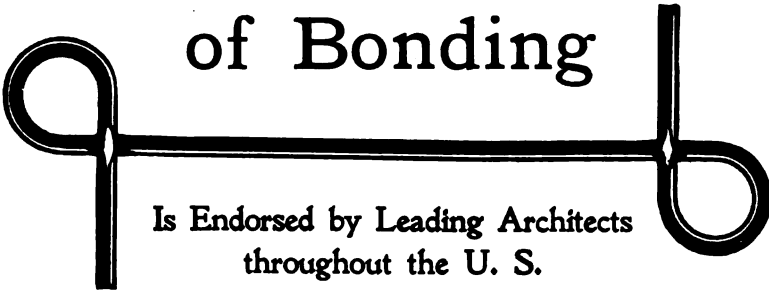 of Bonding
Is Endorsed by Leading Architects
throughout the U. S.